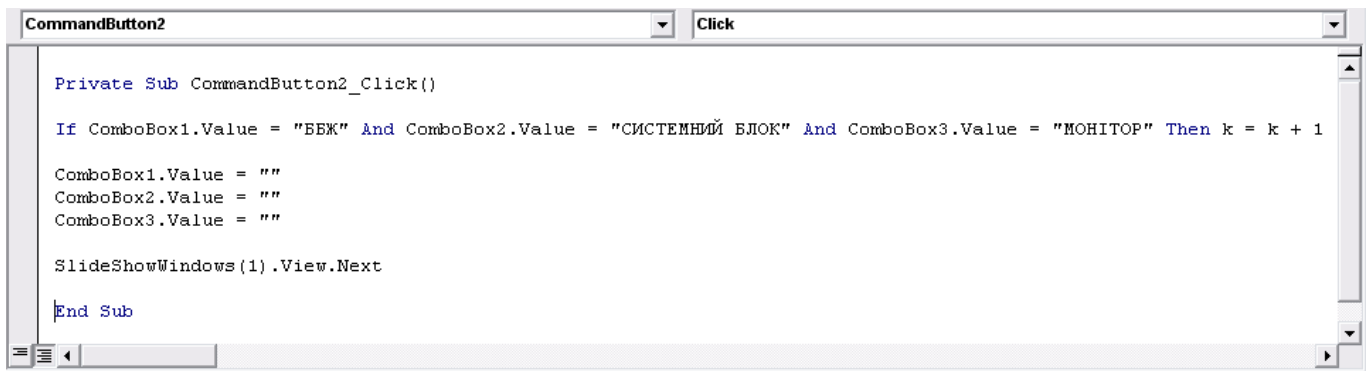 CommandButton2
Click
Private Sub CommandButton2_Click()
If ComboBox1.Value = "ББЖ" And ComboBox2.Value = "СИСТЕМНИЙ БЛОК" And ComboBox3.Value = "МОНІТОР" Then k = k + 1
ComboBox1.Value = ""
ComboBox2.Value = ""
ComboBox3.Value = ""
SlideShowWindows(1).View.Next
End Sub